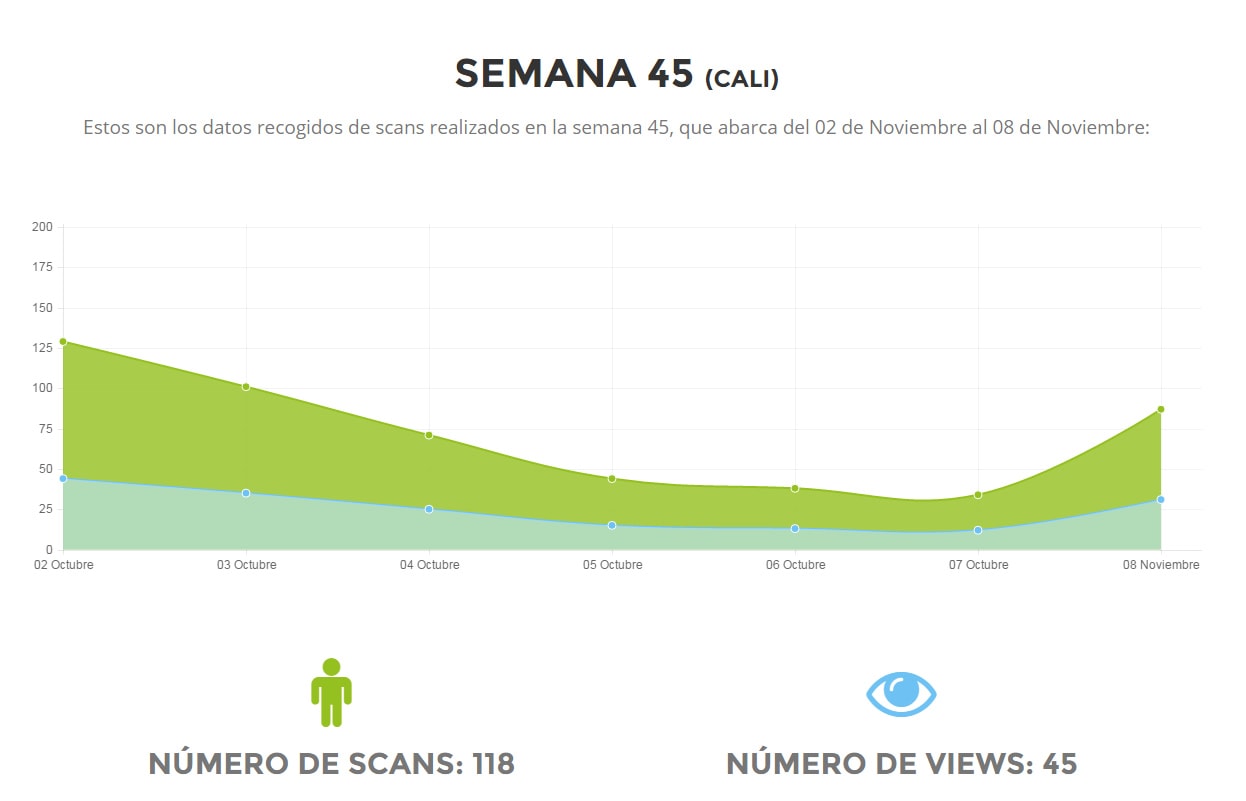 SEMANA 45 (CALI)
Estos son los datos recogidos de scans realizados en la semana 45, que abarca del 02 de Noviembre al 08 de Noviembre:
200
175
150
125
100
75
50
25
0
02 Octubre 03 Octubre 04 Octubre 05 Octubre 06 Octubre 07 Octubre 08 Noviembre
NÚMERO DE SCANS: 118 NÚMERO DE VIEWS: 45